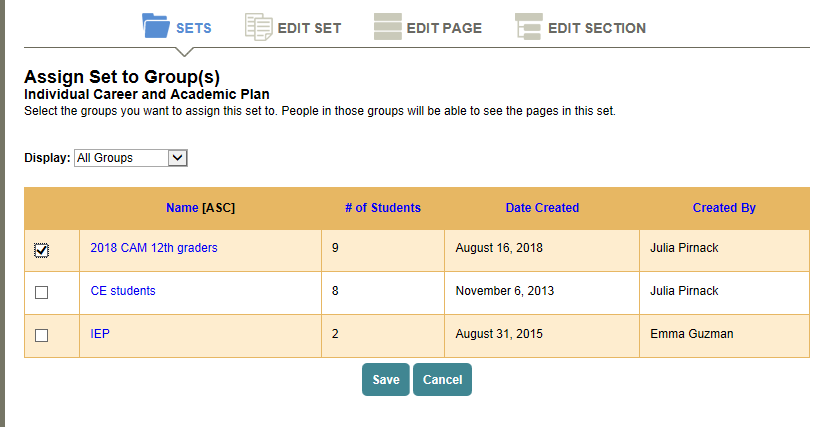 SETS EDIT SET EDIT PAGE EDIT SECTION
Assign Set to Group(s)
Individual Career and Academic Plan
Select the groups you want to assign this set to. People in those groups will be able to see the pages in this set.
Display: All Groups
Name [ASC] # of Students Date Created Created By
2018 CAM 12th graders 9 August 16, 2018 Julia Pirnack
CE students 8 November 6, 2013 Julia Pirnack
IEP 2 August 31, 2015 Emma Guzman
Save Cancel